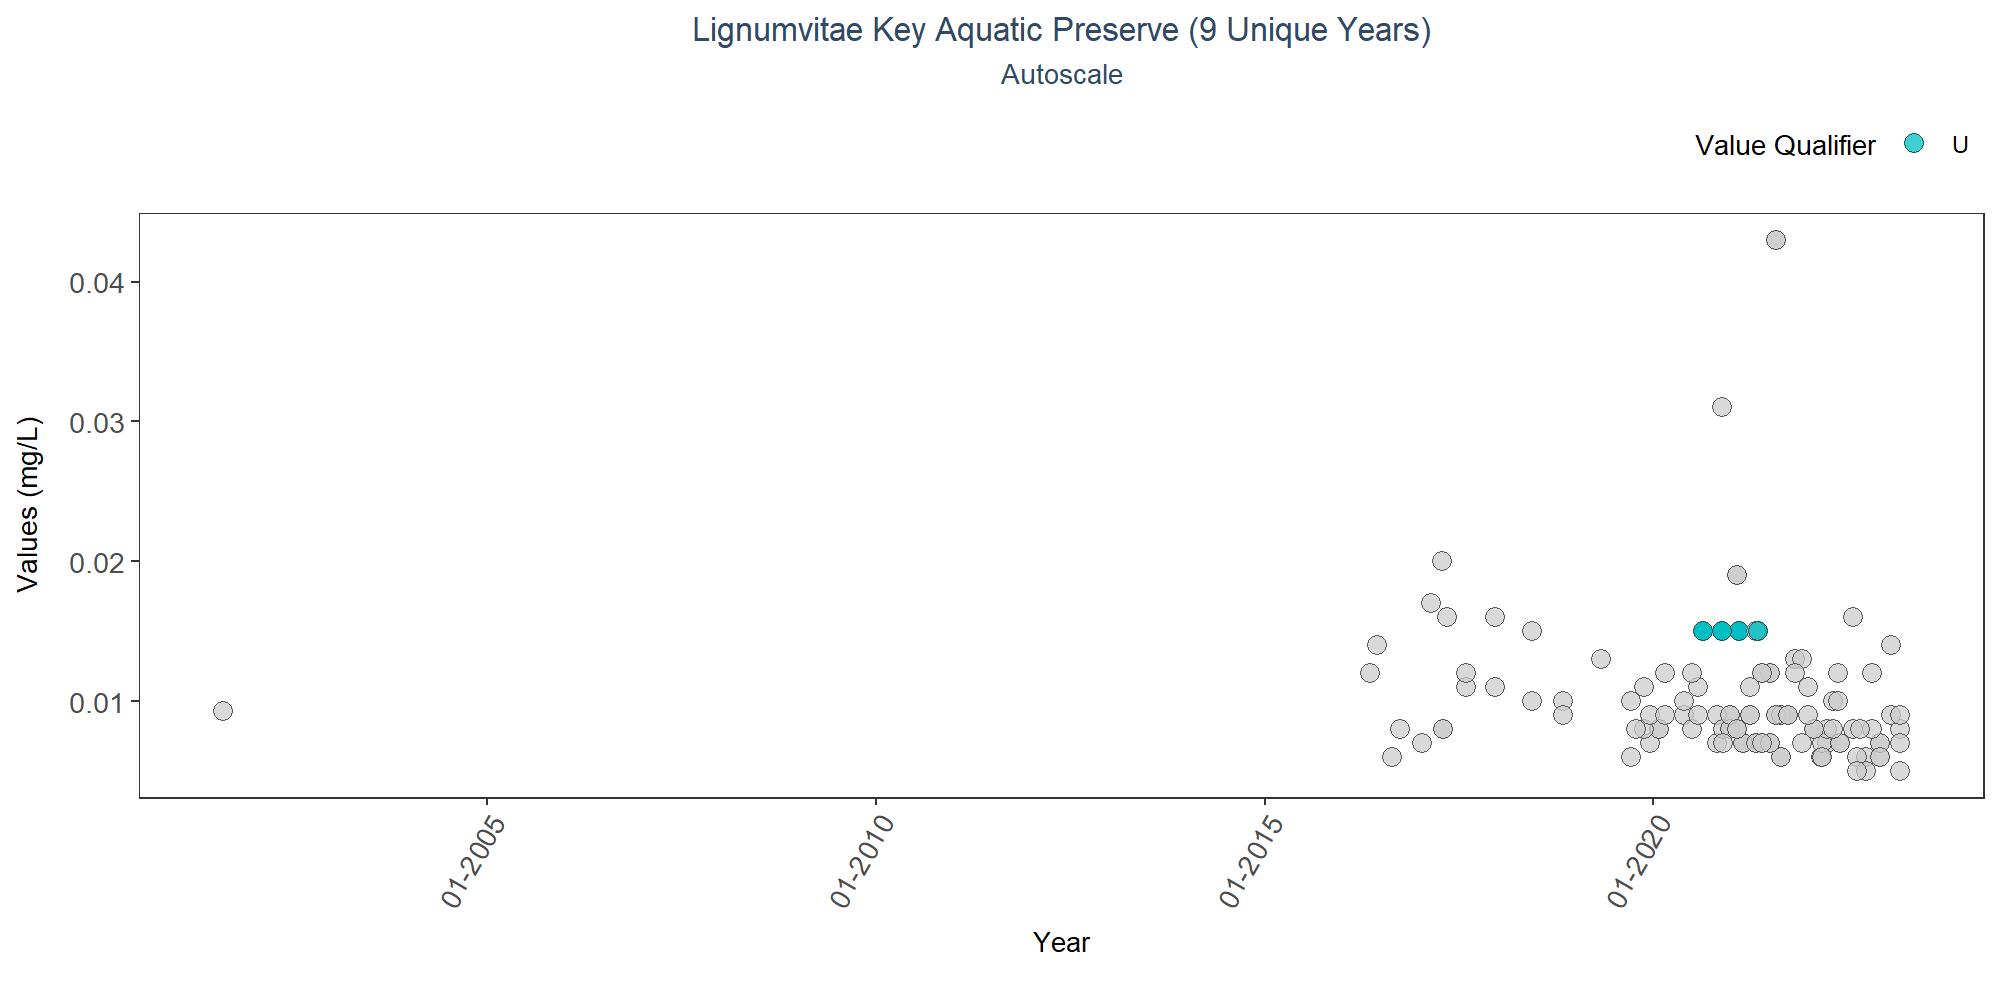 Lignumvitae Key Aquatic Preserve (9 Unique Years)
Autoscale
Value Qualifier U
Values (mg/L)
0.04
0.03
0.02
0.01
01-2005
01-2010
01-2015
01-2020
Year